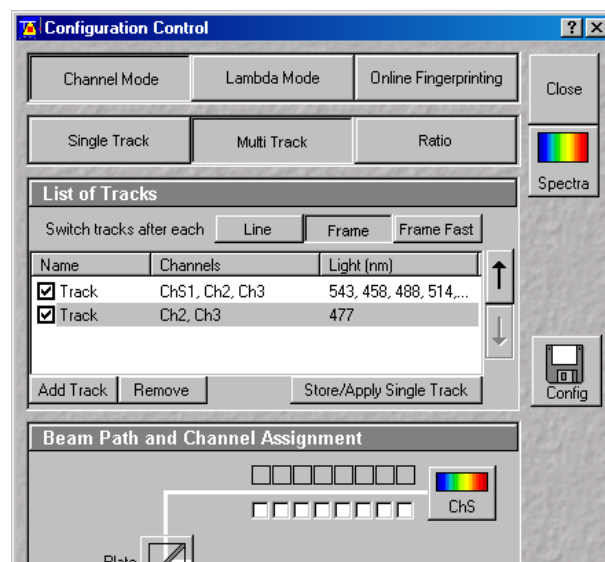 Configuration Control
Channel Mode Lambda Mode Online Fingerprinting Close
Single Track Multi Track Ratio
Spectra
List of Tracks
Switch tracks after each Line Frame Frame Fast
Name Channels Light (nm)
Track ChS1, Ch2, Ch3 543, 458, 488, 514,...
Track Ch2, Ch3 477
Add Track Remove Store/Apply Single Track
Config
Beam Path and Channel Assignment
ChS
Plate